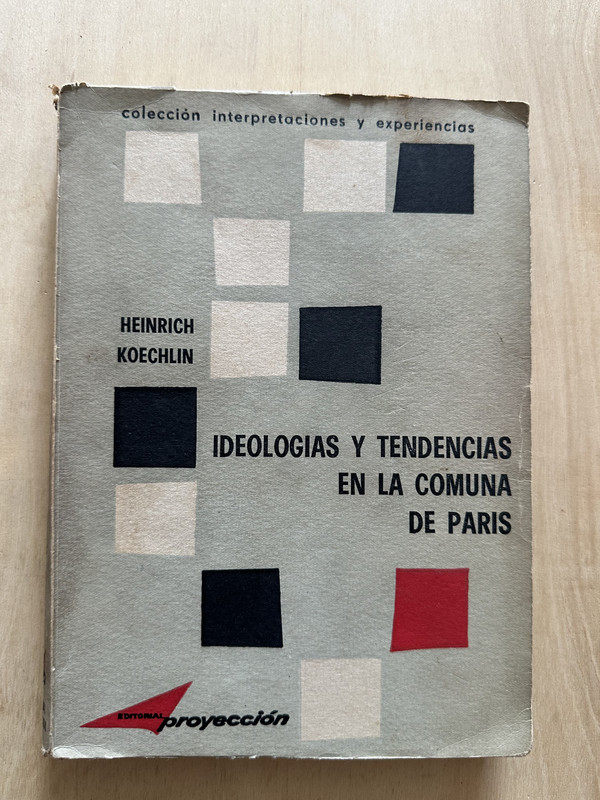 colección interpretaciones y experiencias
HEINRICH
KOECHLIN
IDEOLOGIAS Y TENDENCIAS
EN LA COMUNA
DE PARIS
EDITORIAL
proyección